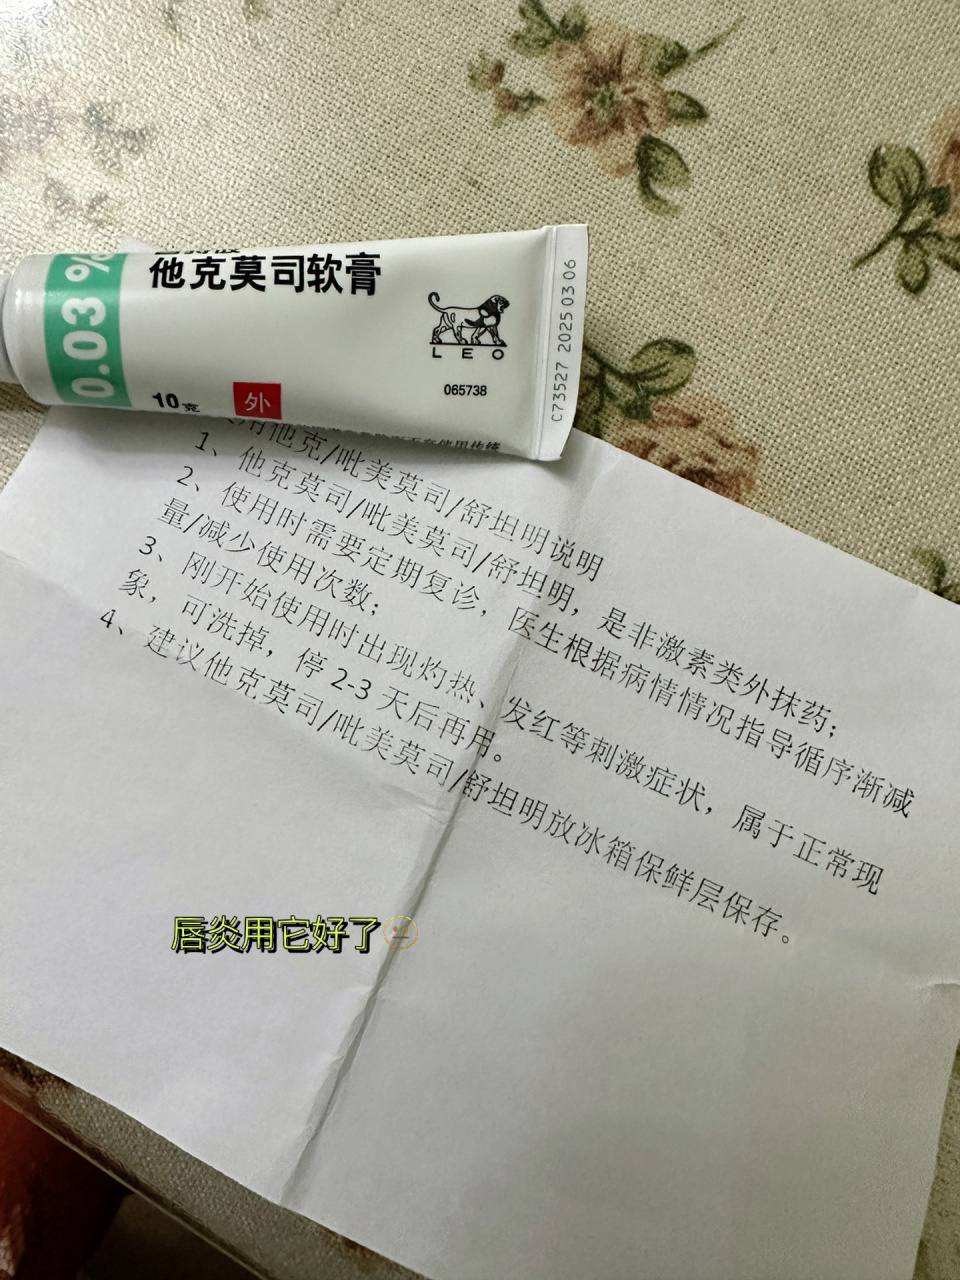 0.03%
他克莫司软膏
LEO
065738
10克
外
C73527 2025 03 06
用他克/吡美莫司/舒坦明说明
1、他克莫司/吡美莫司/舒坦明，是非激素类外抹药；
2、使用时需要定期复诊，医生根据病情情况指导循序渐减
量/减少使用次数；
3、刚开始使用时出现灼热、发红等刺激症状，属于正常现
象，可洗掉，停2-3天后再用。
4、建议他克莫司/吡美莫司/舒坦明放冰箱保鲜层保存。
唇炎用它好了